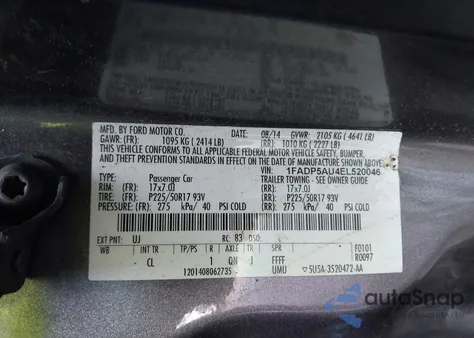 MFD. BY FORD MOTOR CO.
DATE: 08/14 GVWR: 2105 KG ( 4641 LB)
GAWR: (FR): 1095 KG ( 2414 LB) (RR): 1010 KG ( 2227 LB)
THIS VEHICLE CONFORMS TO ALL APPLICABLE FEDERAL MOTOR VEHICLE SAFETY, BUMPER,
AND THEFT PREVENTION STANDARDS IN EFFECT ON THE DATE OF MANUFACTURE SHOWN ABOVE.
VIN: 1FADP5AU4EL520046
TYPE: Passenger Car TRAILER TOWING - SEE OWNER GUIDE
RIM: (FR) 17x7.0J (RR): 17x7.0J
TIRES: (FR) P225/50R17 93V (RR): P225/50R17 93V
PRESSURE: (FR) 275 kPa/ 40 PSI COLD (RR): 275 kPa/ 40 PSI COLD
EXT PNT: UJ RC: 83 DSO:
WB INT TR TP/PS R AXLE TR SPR F0101
CL 1 QN J FFFF R0097
1201408062735 UMU 5U5A-3520472-AA
autoSnap